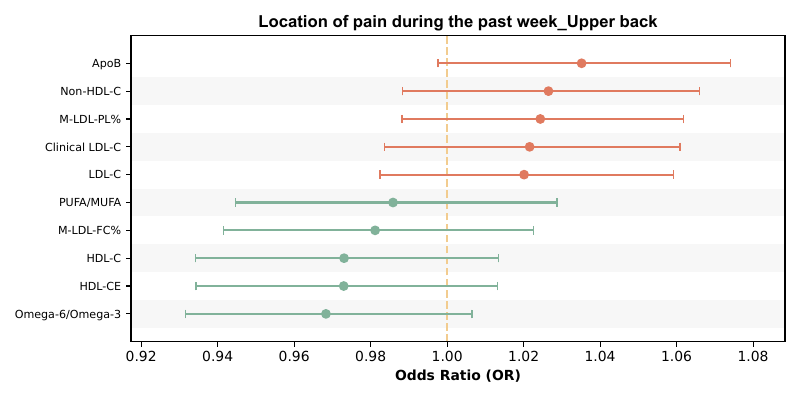 Location of pain during the past week_Upper back
ApoB
Non-HDL-C
M-LDL-PL%
Clinical LDL-C
LDL-C
PUFA/MUFA
M-LDL-FC%
HDL-C
HDL-CE
Omega-6/Omega-3
0.92 0.94 0.96 0.98 1.00 1.02 1.04 1.06 1.08
Odds Ratio (OR)